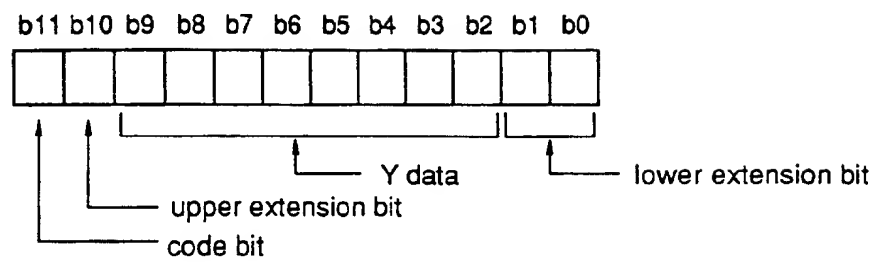 b11 b10 b9 b8 b7 b6 b5 b4 b3 b2 b1 b0
Y data
lower extension bit
upper extension bit
code bit